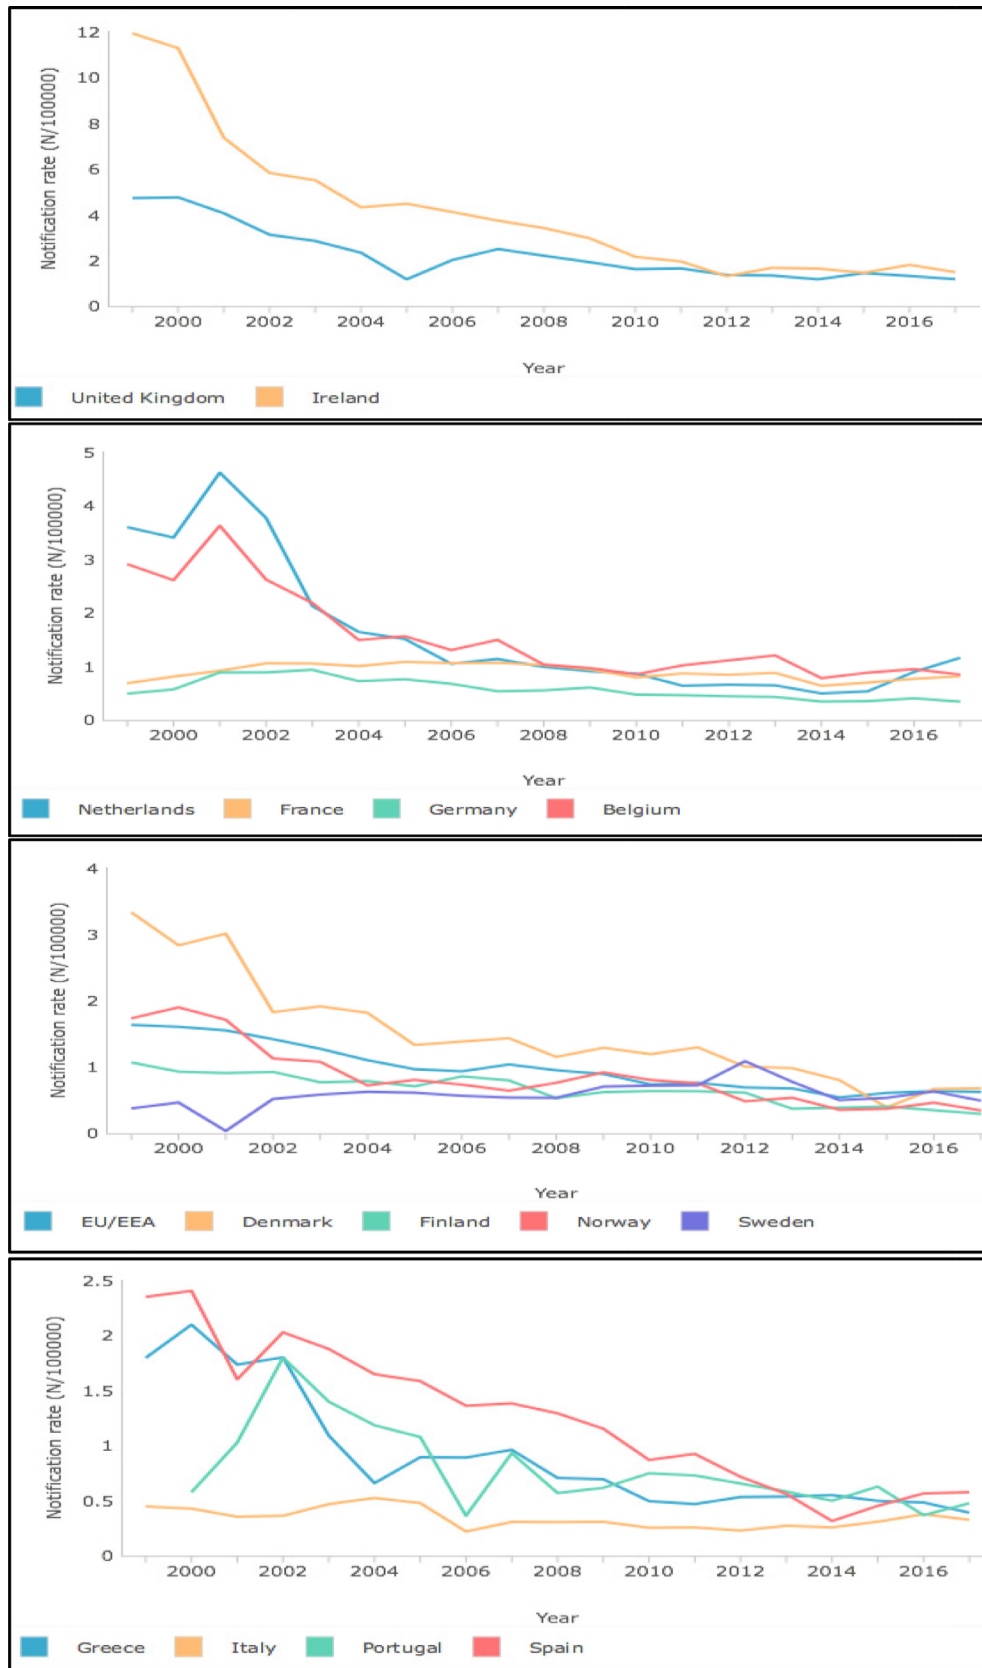 12
10
8
6
4
2
0
Notification rate (N/100000)
2000 2002 2004 2006 2008 2010 2012 2014 2016
Year
United Kingdom Ireland
5
4
3
2
1
0
Notification rate (N/100000)
2000 2002 2004 2006 2008 2010 2012 2014 2016
Year
Netherlands France Germany Belgium
4
3
2
1
0
Notification rate (N/100000)
2000 2002 2004 2006 2008 2010 2012 2014 2016
Year
EU/EEA Denmark Finland Norway Sweden
2.5
2
1.5
1
0.5
0
Notification rate (N/100000)
2000 2002 2004 2006 2008 2010 2012 2014 2016
Year
Greece Italy Portugal Spain